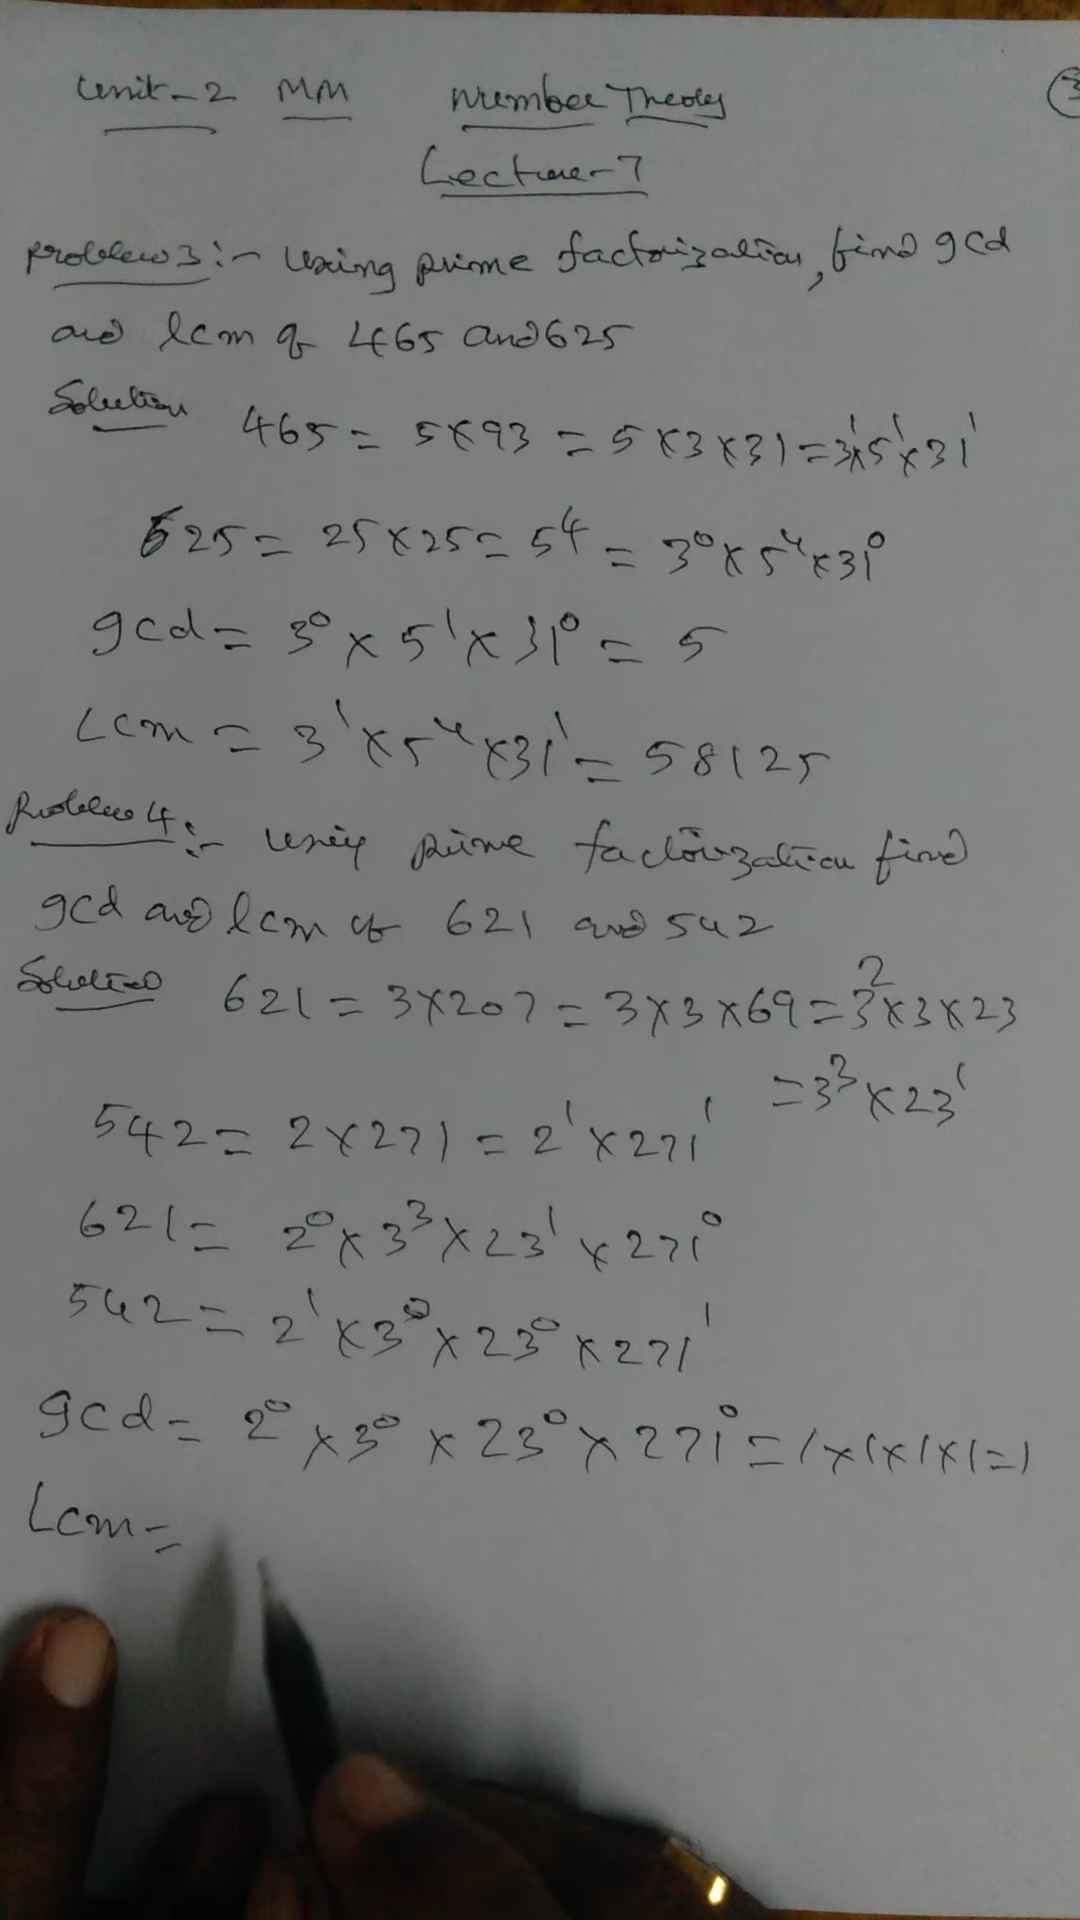 Unit-2 MM Number Theory
Lecture-7
Problem 3:- Using prime factorization, find gcd
and lcm of 465 and 625
Solution 465 = 5×93 = 5×3×31 = 3¹×5¹×31¹
625 = 25×25 = 5⁴ = 3⁰×5⁴×31⁰
gcd = 3⁰×5¹×31⁰ = 5
Lcm = 3¹×5⁴×31¹ = 58125
Problem 4:- Using prime factorization find
gcd and lcm of 621 and 542
Solution 621 = 3×207 = 3×3×69 = 3²×3×23
= 3³×23¹
542 = 2×271 = 2¹×271¹
621 = 2⁰×3³×23¹×271⁰
542 = 2¹×3⁰×23⁰×271¹
gcd = 2⁰×3⁰×23⁰×271⁰ = 1×1×1×1=1
Lcm =